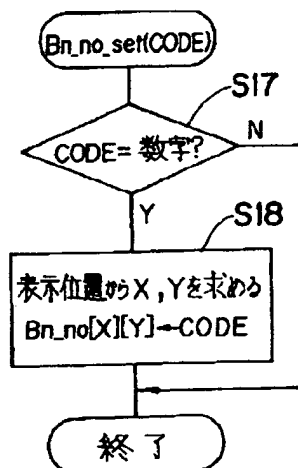 Bn_no_set(CODE)
S17
CODE= 数字?
N
Y
S18
表示位置からX,Yを求める
Bn_no[X][Y]←CODE
終了